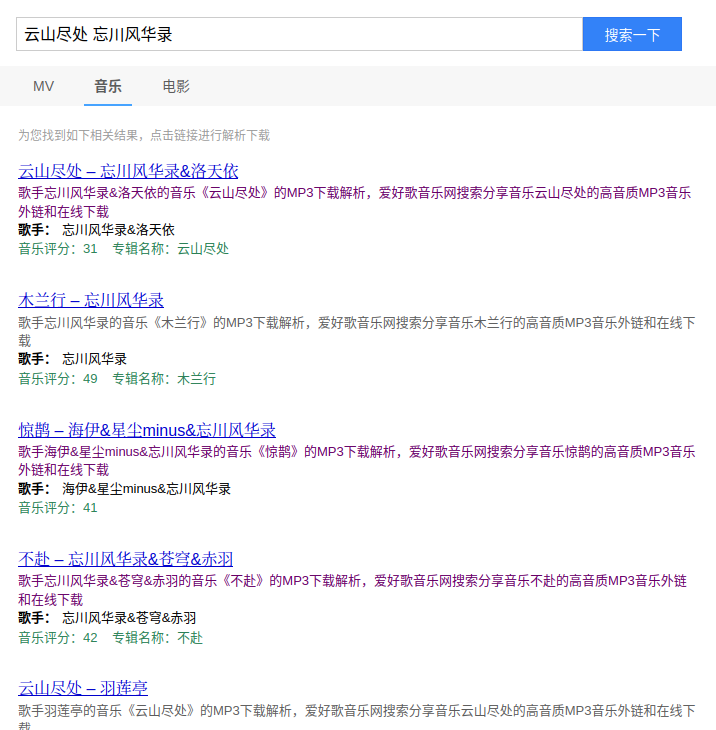 云山尽处 忘川风华录
搜索一下
MV 音乐 电影
为您找到如下相关结果，点击链接进行解析下载
云山尽处 – 忘川风华录&洛天依
歌手忘川风华录&洛天依的音乐《云山尽处》的MP3下载解析，爱好歌音乐网搜索分享音乐云山尽处的高音质MP3音乐
外链和在线下载
歌手： 忘川风华录&洛天依
音乐评分：31 专辑名称：云山尽处
木兰行 – 忘川风华录
歌手忘川风华录的音乐《木兰行》的MP3下载解析，爱好歌音乐网搜索分享音乐木兰行的高音质MP3音乐外链和在线下
载
歌手： 忘川风华录
音乐评分：49 专辑名称：木兰行
惊鹊 – 海伊&星尘minus&忘川风华录
歌手海伊&星尘minus&忘川风华录的音乐《惊鹊》的MP3下载解析，爱好歌音乐网搜索分享音乐惊鹊的高音质MP3音乐
外链和在线下载
歌手： 海伊&星尘minus&忘川风华录
音乐评分：41
不赴 – 忘川风华录&苍穹&赤羽
歌手忘川风华录&苍穹&赤羽的音乐《不赴》的MP3下载解析，爱好歌音乐网搜索分享音乐不赴的高音质MP3音乐外链
和在线下载
歌手： 忘川风华录&苍穹&赤羽
音乐评分：42 专辑名称：不赴
云山尽处 – 羽莲亭
歌手羽莲亭的音乐《云山尽处》的MP3下载解析，爱好歌音乐网搜索分享音乐云山尽处的高音质MP3音乐外链和在线下
载